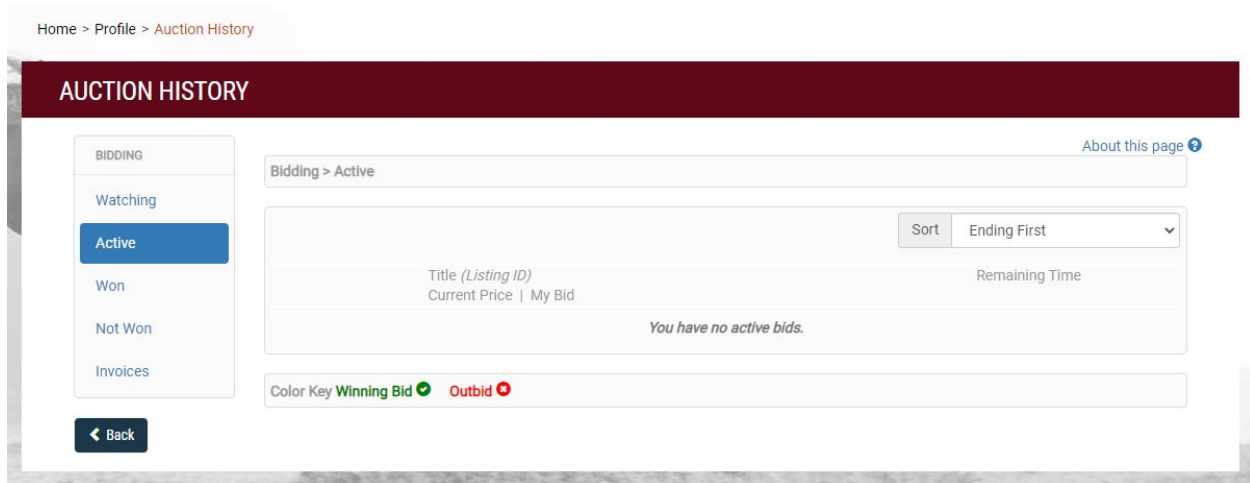 Home > Profile > Auction History
AUCTION HISTORY
BIDDING
Watching
Active
Won
Not Won
Invoices
Back
About this page
Bidding > Active
Sort Ending First
Title (Listing ID) Remaining Time
Current Price | My Bid
You have no active bids.
Color Key Winning Bid Outbid